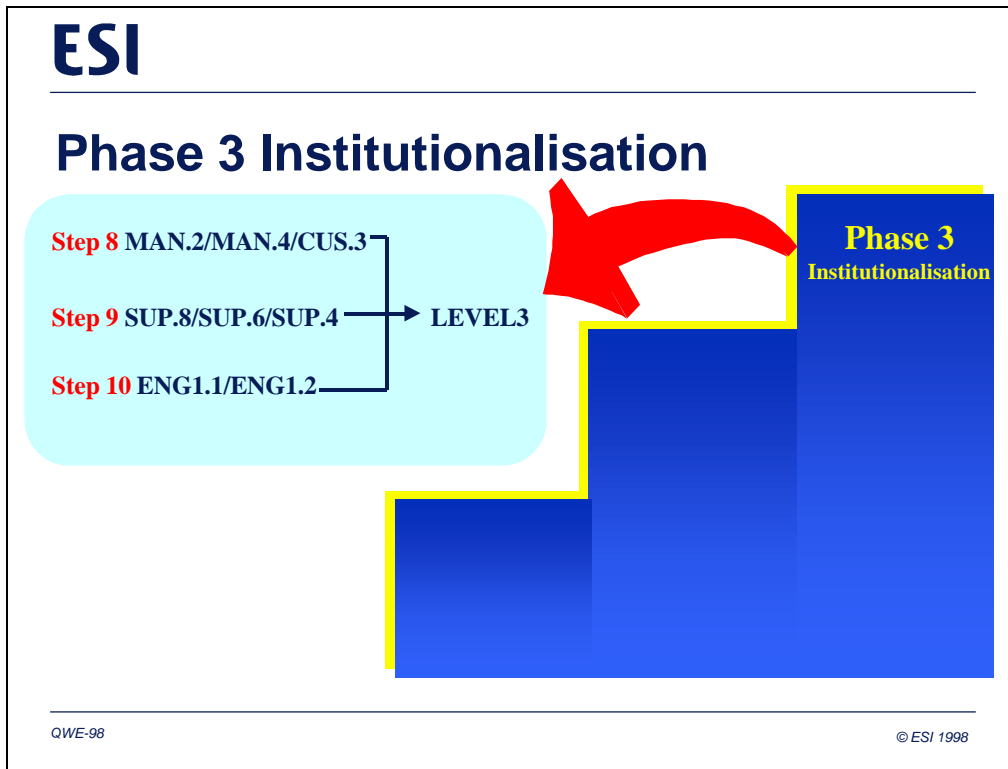 ESI
Phase 3 Institutionalisation
Step 8 MAN.2/MAN.4/CUS.3
Step 9 SUP.8/SUP.6/SUP.4
LEVEL3
Step 10 ENG1.1/ENG1.2
Phase 3
Institutionalisation
QWE-98
© ESI 1998